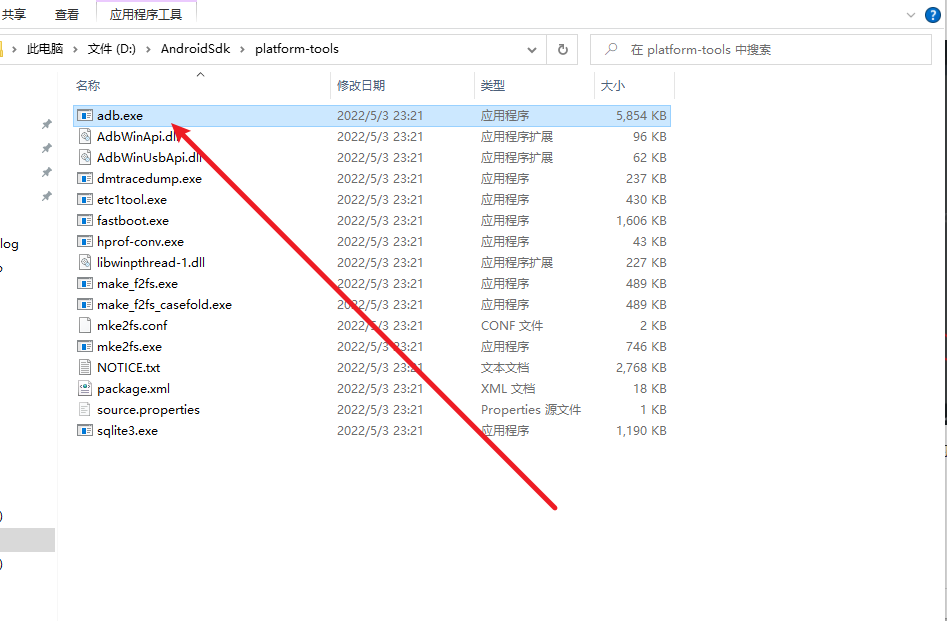 共享 查看 应用程序工具
此电脑 文件 (D:) AndroidSdk platform-tools 在 platform-tools 中搜索
名称 修改日期 类型 大小
adb.exe 2022/5/3 23:21 应用程序 5,854 KB
AdbWinApi.dll 2022/5/3 23:21 应用程序扩展 96 KB
AdbWinUsbApi.dll 2022/5/3 23:21 应用程序扩展 62 KB
dmtracedump.exe 2022/5/3 23:21 应用程序 237 KB
etc1tool.exe 2022/5/3 23:21 应用程序 430 KB
fastboot.exe 2022/5/3 23:21 应用程序 1,606 KB
hprof-conv.exe 2022/5/3 23:21 应用程序 43 KB
log
libwinpthread-1.dll 2022/5/3 23:21 应用程序扩展 227 KB
make_f2fs.exe 2022/5/3 23:21 应用程序 489 KB
make_f2fs_casefold.exe 2022/5/3 23:21 应用程序 489 KB
mke2fs.conf 2022/5/3 23:21 CONF 文件 2 KB
mke2fs.exe 2022/5/3 23:21 应用程序 746 KB
NOTICE.txt 2022/5/3 23:21 文本文档 2,768 KB
package.xml 2022/5/3 23:21 XML 文档 18 KB
source.properties 2022/5/3 23:21 Properties 源文件 1 KB
sqlite3.exe 2022/5/3 23:21 应用程序 1,190 KB